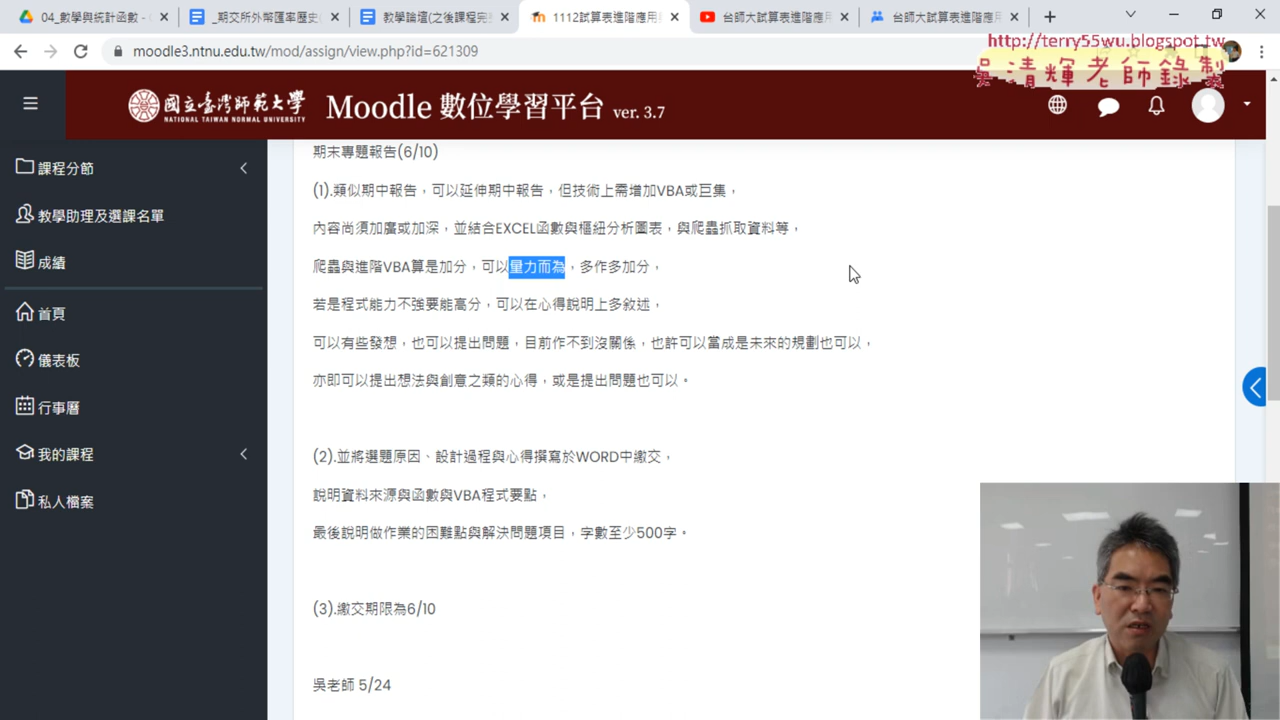 04_數學與統計函數 - G
_期交所外幣匯率歷史
教學論壇(之後課程完整
1112試算表進階應用
台師大試算表進階應用
台師大試算表進階應用
moodle3.ntnu.edu.tw/mod/assign/view.php?id=621309
http://terry55wu.blogspot.tw
吳清輝老師錄製
國立臺灣師範大學
NATIONAL TAIWAN NORMAL UNIVERSITY
Moodle 數位學習平台 ver. 3.7
課程分節
教學助理及選課名單
成績
首頁
儀表板
行事曆
我的課程
私人檔案
期末專題報告(6/10)
(1).類似期中報告，可以延伸期中報告，但技術上需增加VBA或巨集，
內容尚須加廣或加深，並結合EXCEL函數與樞紐分析圖表，與爬蟲抓取資料等，
爬蟲與進階VBA算是加分，可以量力而為，多作多加分，
若是程式能力不強要能高分，可以在心得說明上多敘述，
可以有些發想，也可以提出問題，目前作不到沒關係，也許可以當成是未來的規劃也可以，
亦即可以提出想法與創意之類的心得，或是提出問題也可以。
(2).並將選題原因、設計過程與心得撰寫於WORD中繳交，
說明資料來源與函數與VBA程式要點，
最後說明做作業的困難點與解決問題項目，字數至少500字。
(3).繳交期限為6/10
吳老師 5/24